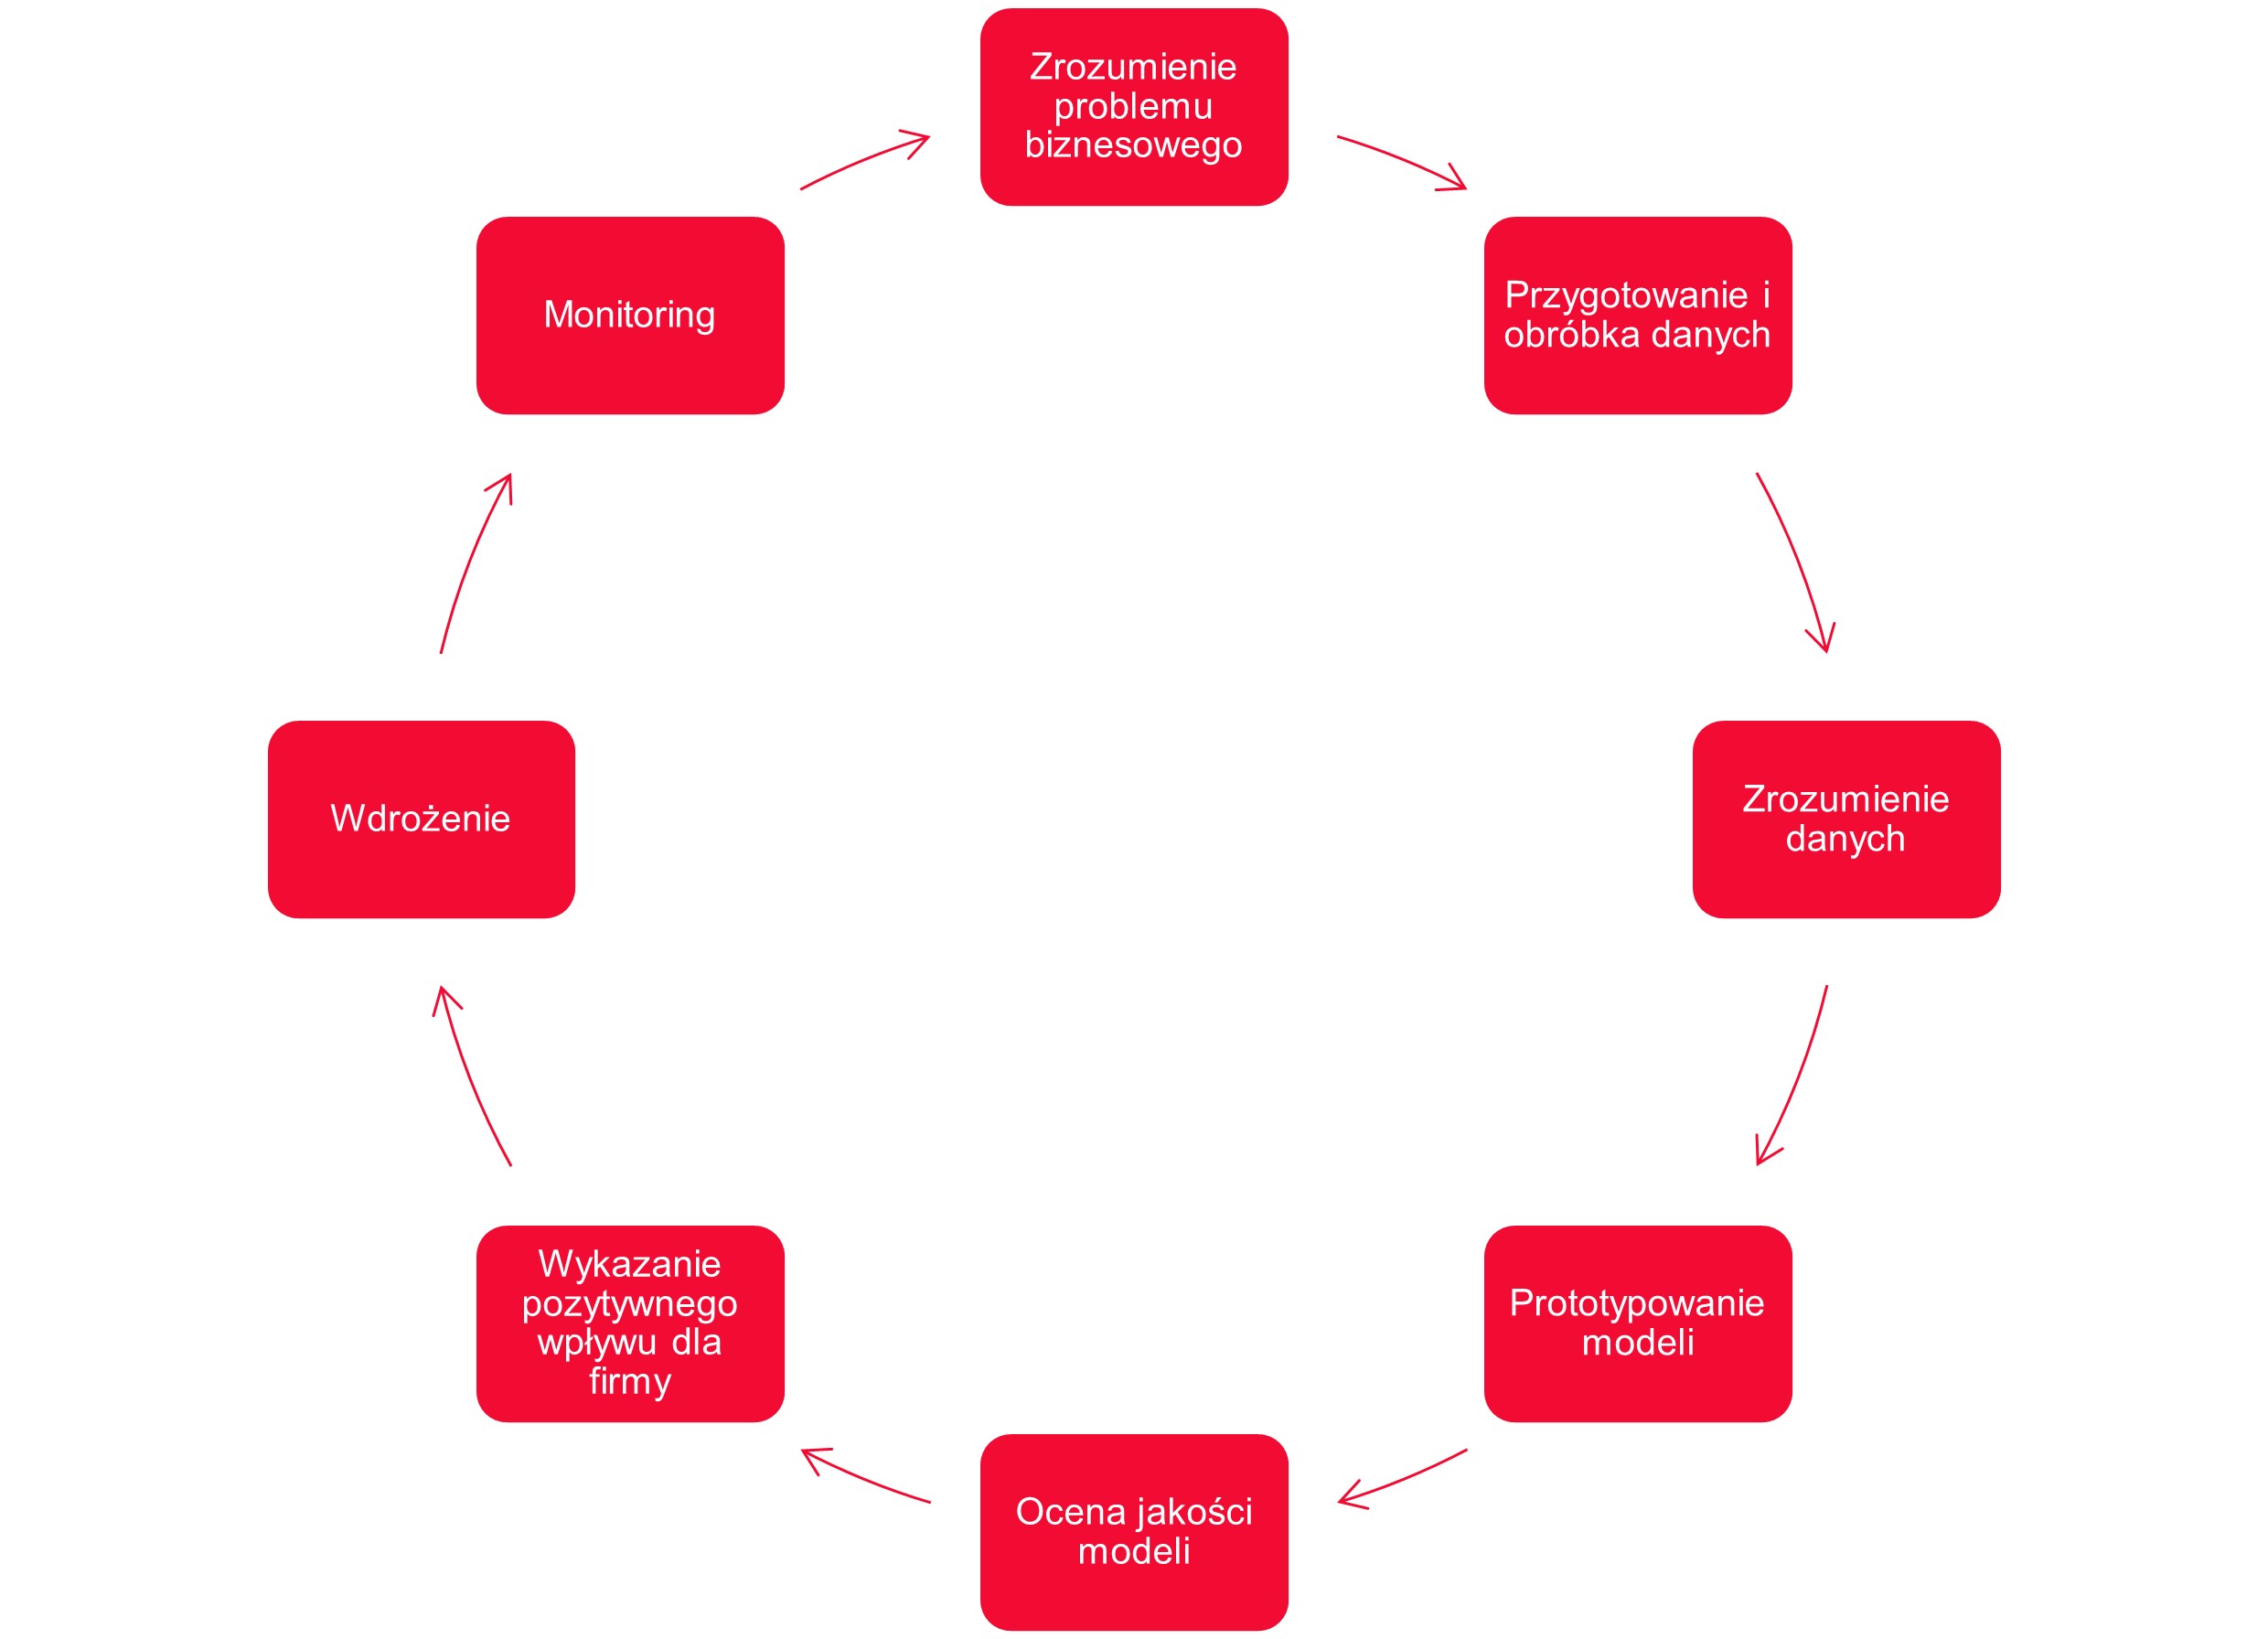 Zrozumienie
problemu
biznesowego
Przygotowanie i
obróbka danych
Zrozumienie
danych
Prototypowanie
modeli
Ocena jakości
modeli
Wykazanie
pozytywnego
wpływu dla
firmy
Wdrożenie
Monitoring